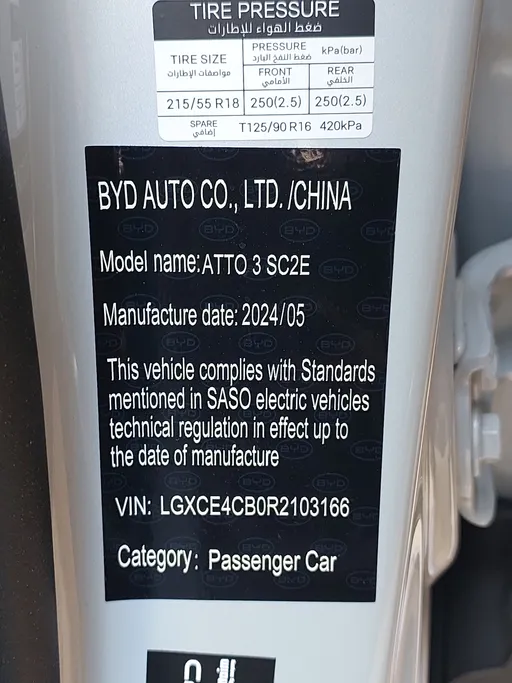 TIRE PRESSURE
ضغط الهواء للإطارات
TIRE SIZE
مواصفات الإطارات
PRESSURE kPa(bar)
ضغط النفخ البارد
FRONT
الأمامي
REAR
الخلفي
215/55 R18 250(2.5) 250(2.5)
SPARE
إضافي
T125/90 R16 420kPa
BYD AUTO CO., LTD. /CHINA
Model name:ATTO 3 SC2E
Manufacture date: 2024/05
This vehicle complies with Standards
mentioned in SASO electric vehicles
technical regulation in effect up to
the date of manufacture
VIN: LGXCE4CB0R2103166
Category: Passenger Car